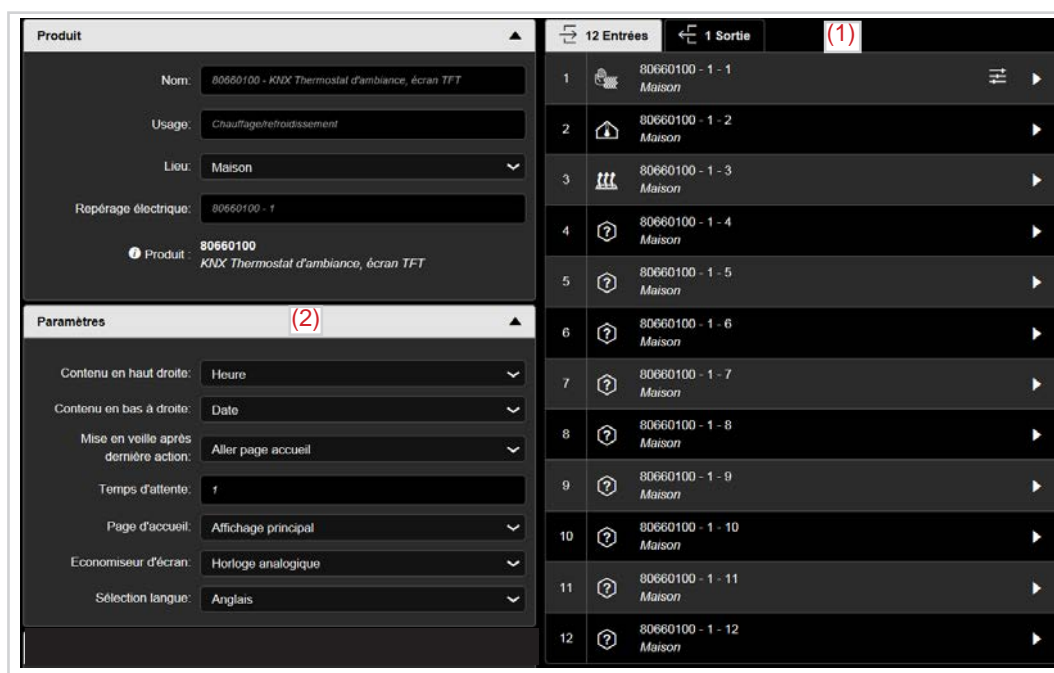 Produit
Nom: 80660100 - KNX Thermostat d'ambiance, écran TFT
Usage: Chauffage/refroidissement
Lieu: Maison
Repérage électrique: 80660100 - 1
Produit : 80660100
KNX Thermostat d'ambiance, écran TFT
Paramètres (2)
Contenu en haut droite: Heure
Contenu en bas à droite: Date
Mise en veille après
dernière action: Aller page accueil
Temps d'attente: 1
Page d'accueil: Affichage principal
Economiseur d'écran: Horloge analogique
Sélection langue: Anglais
12 Entrées 1 Sortie (1)
1 80660100 - 1 - 1
Maison
2 80660100 - 1 - 2
Maison
3 80660100 - 1 - 3
Maison
4 80660100 - 1 - 4
Maison
5 80660100 - 1 - 5
Maison
6 80660100 - 1 - 6
Maison
7 80660100 - 1 - 7
Maison
8 80660100 - 1 - 8
Maison
9 80660100 - 1 - 9
Maison
10 80660100 - 1 - 10
Maison
11 80660100 - 1 - 11
Maison
12 80660100 - 1 - 12
Maison